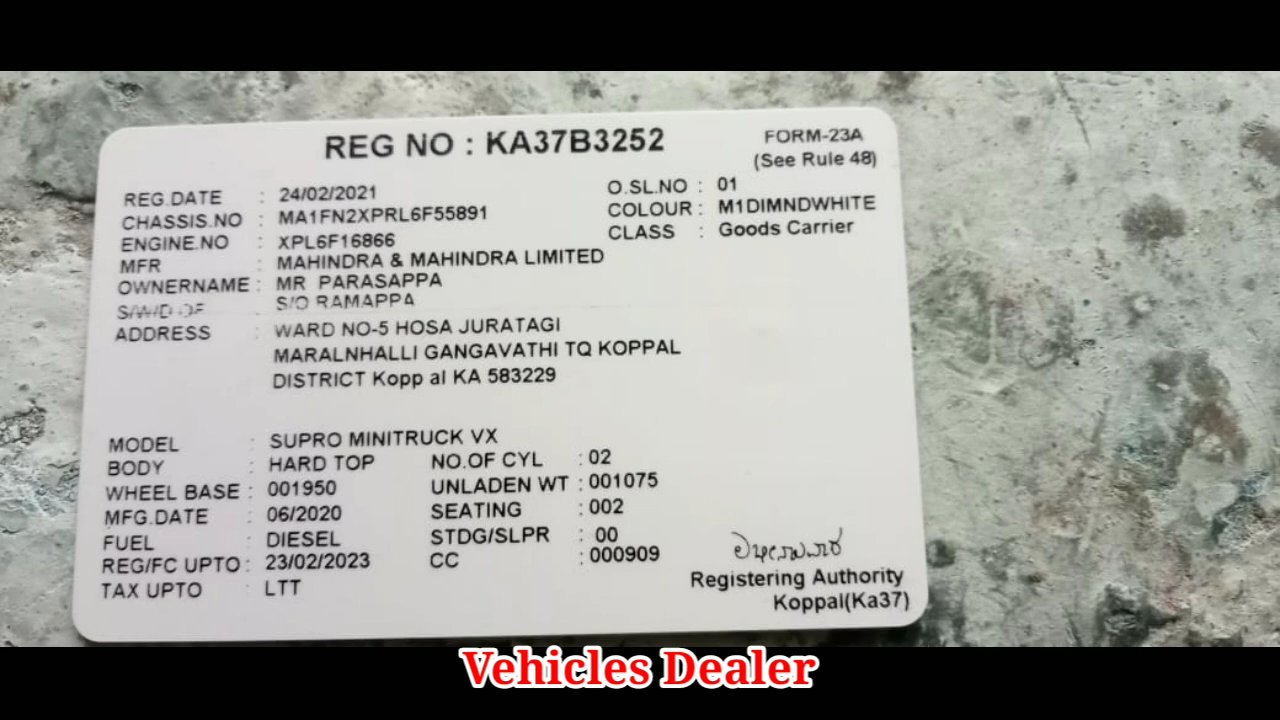 REG NO : KA37B3252
FORM-23A
(See Rule 48)
REG.DATE : 24/02/2021
O.SL.NO : 01
CHASSIS.NO : MA1FN2XPRL6F55891
COLOUR : M1DIMNDWHITE
ENGINE.NO : XPL6F16866
CLASS : Goods Carrier
MFR : MAHINDRA & MAHINDRA LIMITED
OWNERNAME : MR PARASAPPA
S/W/D OF : S/O RAMAPPA
ADDRESS : WARD NO-5 HOSA JURATAGI
MARALNHALLI GANGAVATHI TQ KOPPAL
DISTRICT Kopp al KA 583229
MODEL : SUPRO MINITRUCK VX
BODY : HARD TOP NO.OF CYL : 02
WHEEL BASE : 001950 UNLADEN WT : 001075
MFG.DATE : 06/2020 SEATING : 002
FUEL : DIESEL STDG/SLPR : 00
REG/FC UPTO : 23/02/2023 CC : 000909
TAX UPTO : LTT
Registering Authority
Koppal(Ka37)
Vehicles Dealer